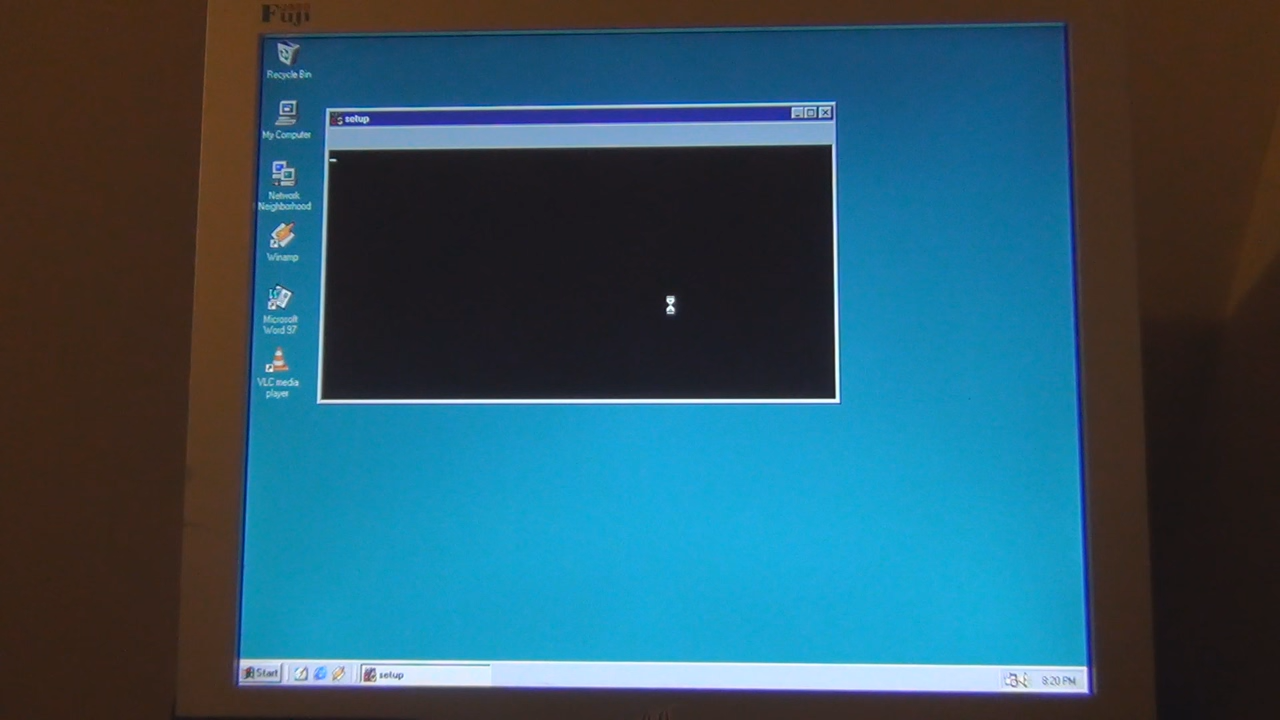 Fuji
Recycle Bin
My Computer
Network
Neighborhood
Winamp
Microsoft
Word 97
VLC media
player
setup
Start
setup
8:20 PM